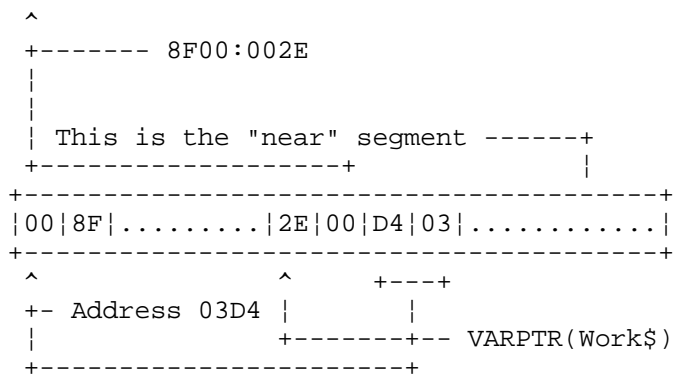 ^
+------- 8F00:002E
¦
¦
¦ This is the "near" segment ------+
+-------------------+              ¦
+----------------------------------------+
¦00¦8F¦.........¦2E¦00¦D4¦03¦............¦
+----------------------------------------+
^               ^     +---+
+- Address 03D4 ¦       ¦
¦               +-------+-- VARPTR(Work$)
+-----------------------+